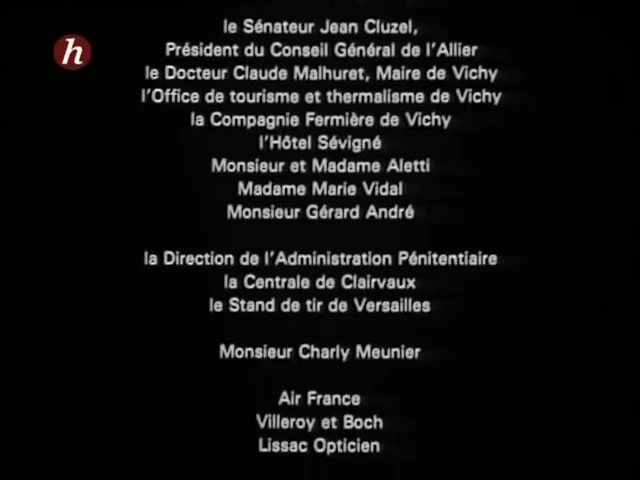 h
le Sénateur Jean Cluzel,
Président du Conseil Général de l'Allier
le Docteur Claude Malhuret, Maire de Vichy
l'Office de tourisme et thermalisme de Vichy
la Compagnie Fermière de Vichy
l'Hôtel Sévigné
Monsieur et Madame Aletti
Madame Marie Vidal
Monsieur Gérard André
la Direction de l'Administration Pénitentiaire
la Centrale de Clairvaux
le Stand de tir de Versailles
Monsieur Charly Meunier
Air France
Villeroy et Boch
Lissac Opticien